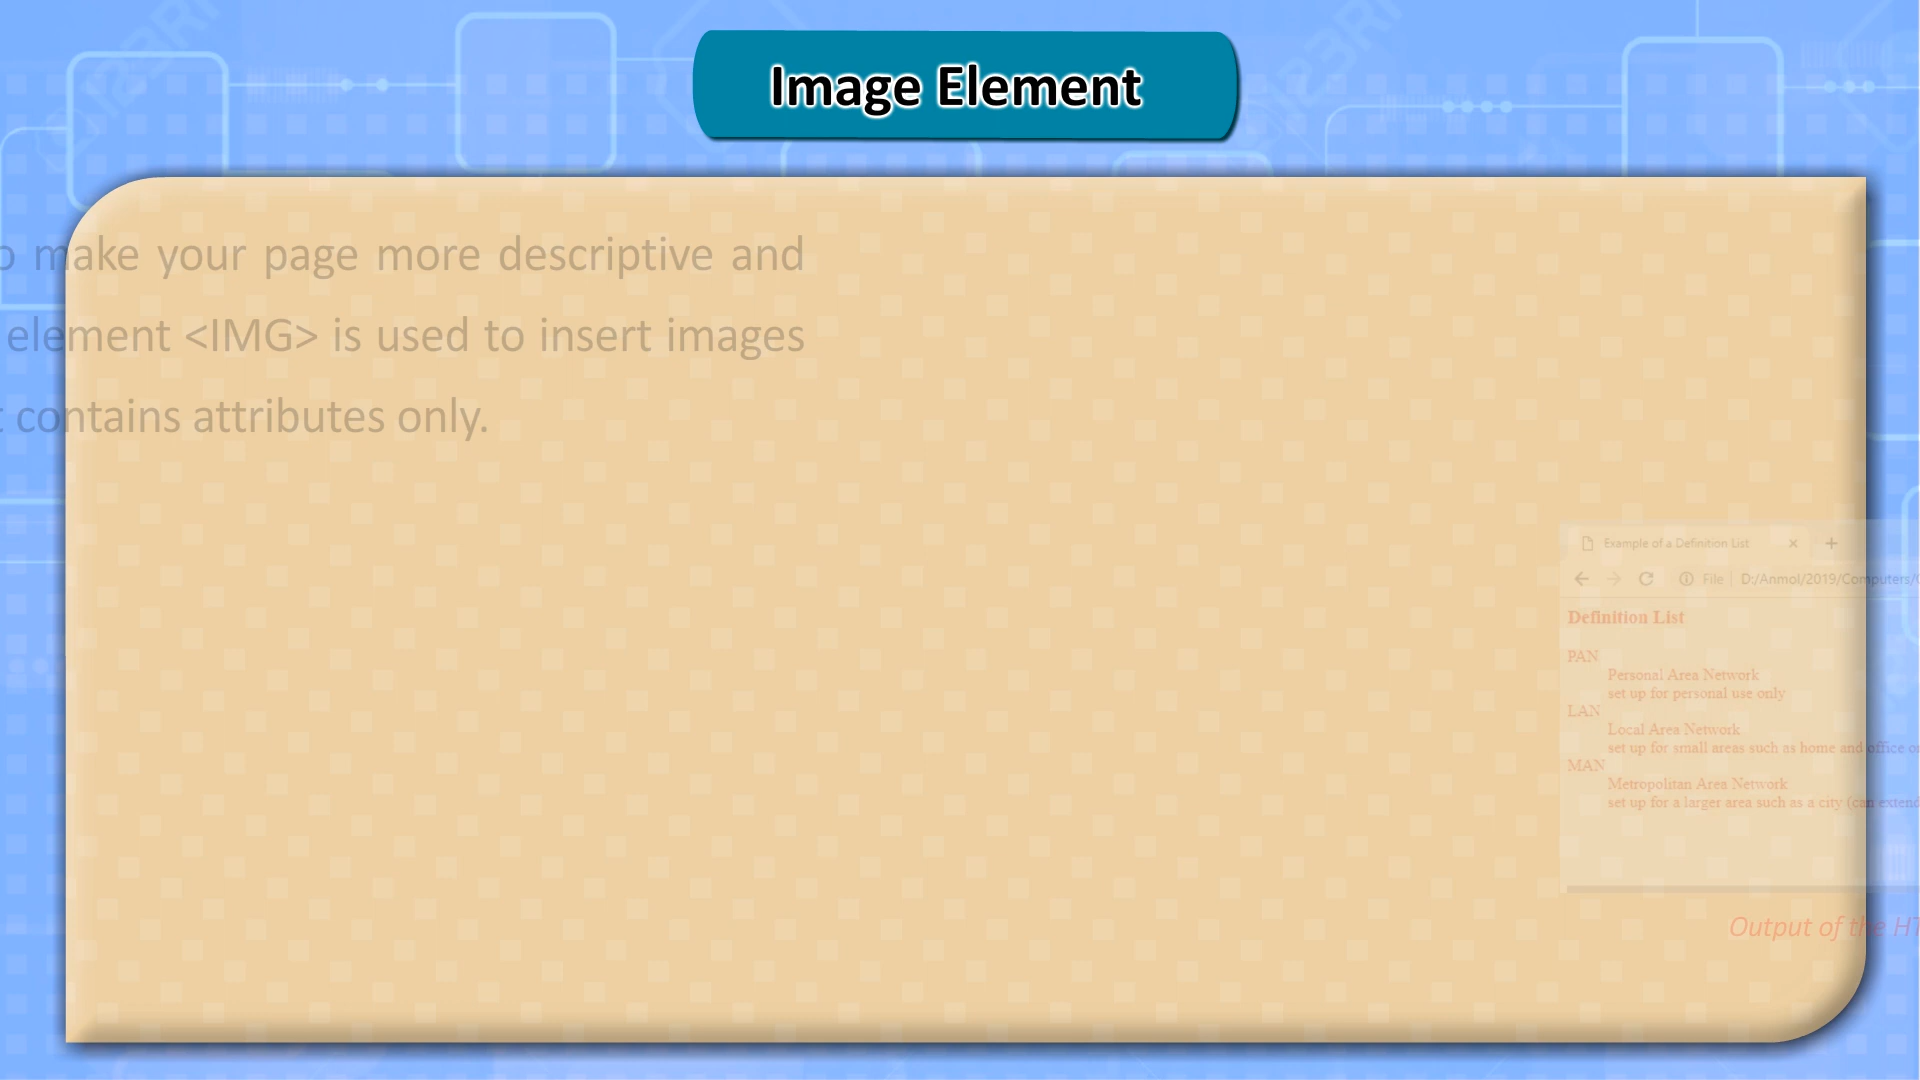 Image Element
make your page more descriptive and
element <IMG> is used to insert images
contains attributes only.
Example of a Definition List
File D:/Anmol/2019/Computers/
Definition List
PAN
Personal Area Network
set up for personal use only
LAN
Local Area Network
set up for small areas such as home and office
MAN
Metropolitan Area Network
set up for a larger area such as a city (can extend
Output of the